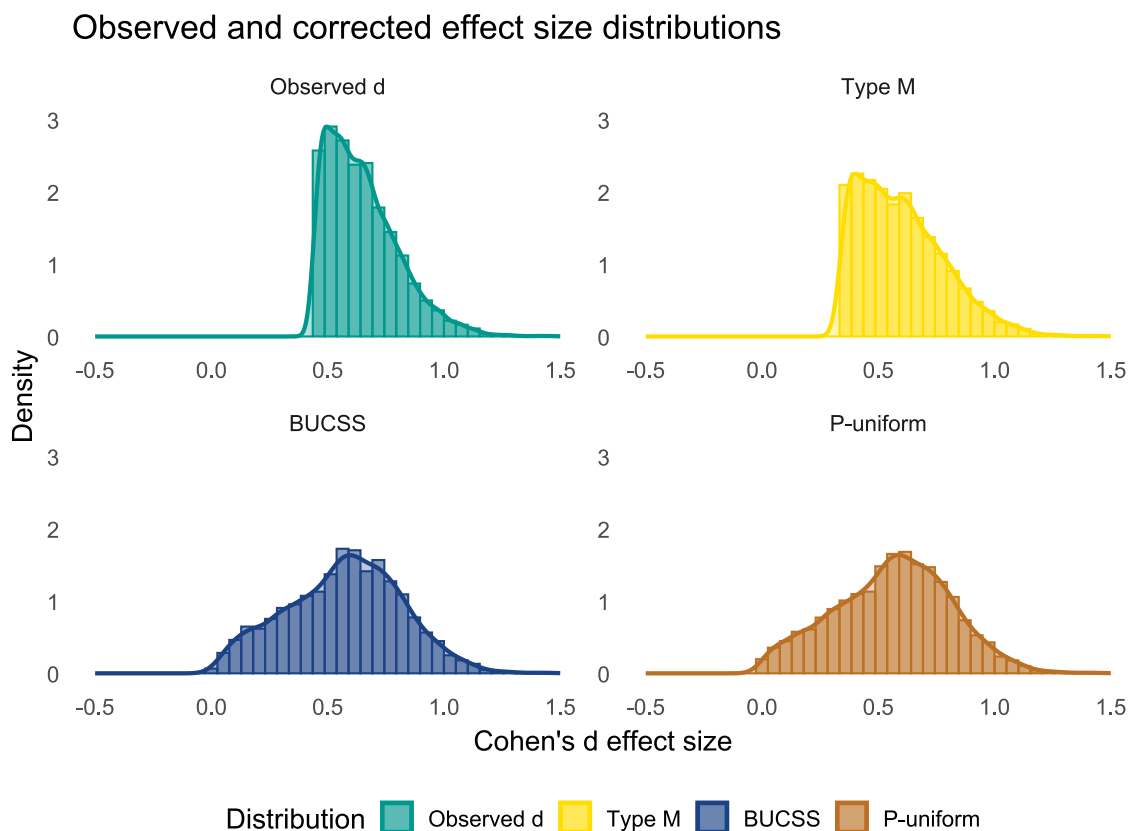 Observed and corrected effect size distributions
Observed d
Type M
3
2
1
0
-0.5 0.0 0.5 1.0 1.5
3
2
1
0
-0.5 0.0 0.5 1.0 1.5
Density
BUCSS
P-uniform
3
2
1
0
-0.5 0.0 0.5 1.0 1.5
3
2
1
0
-0.5 0.0 0.5 1.0 1.5
Cohen's d effect size
Distribution Observed d Type M BUCSS P-uniform